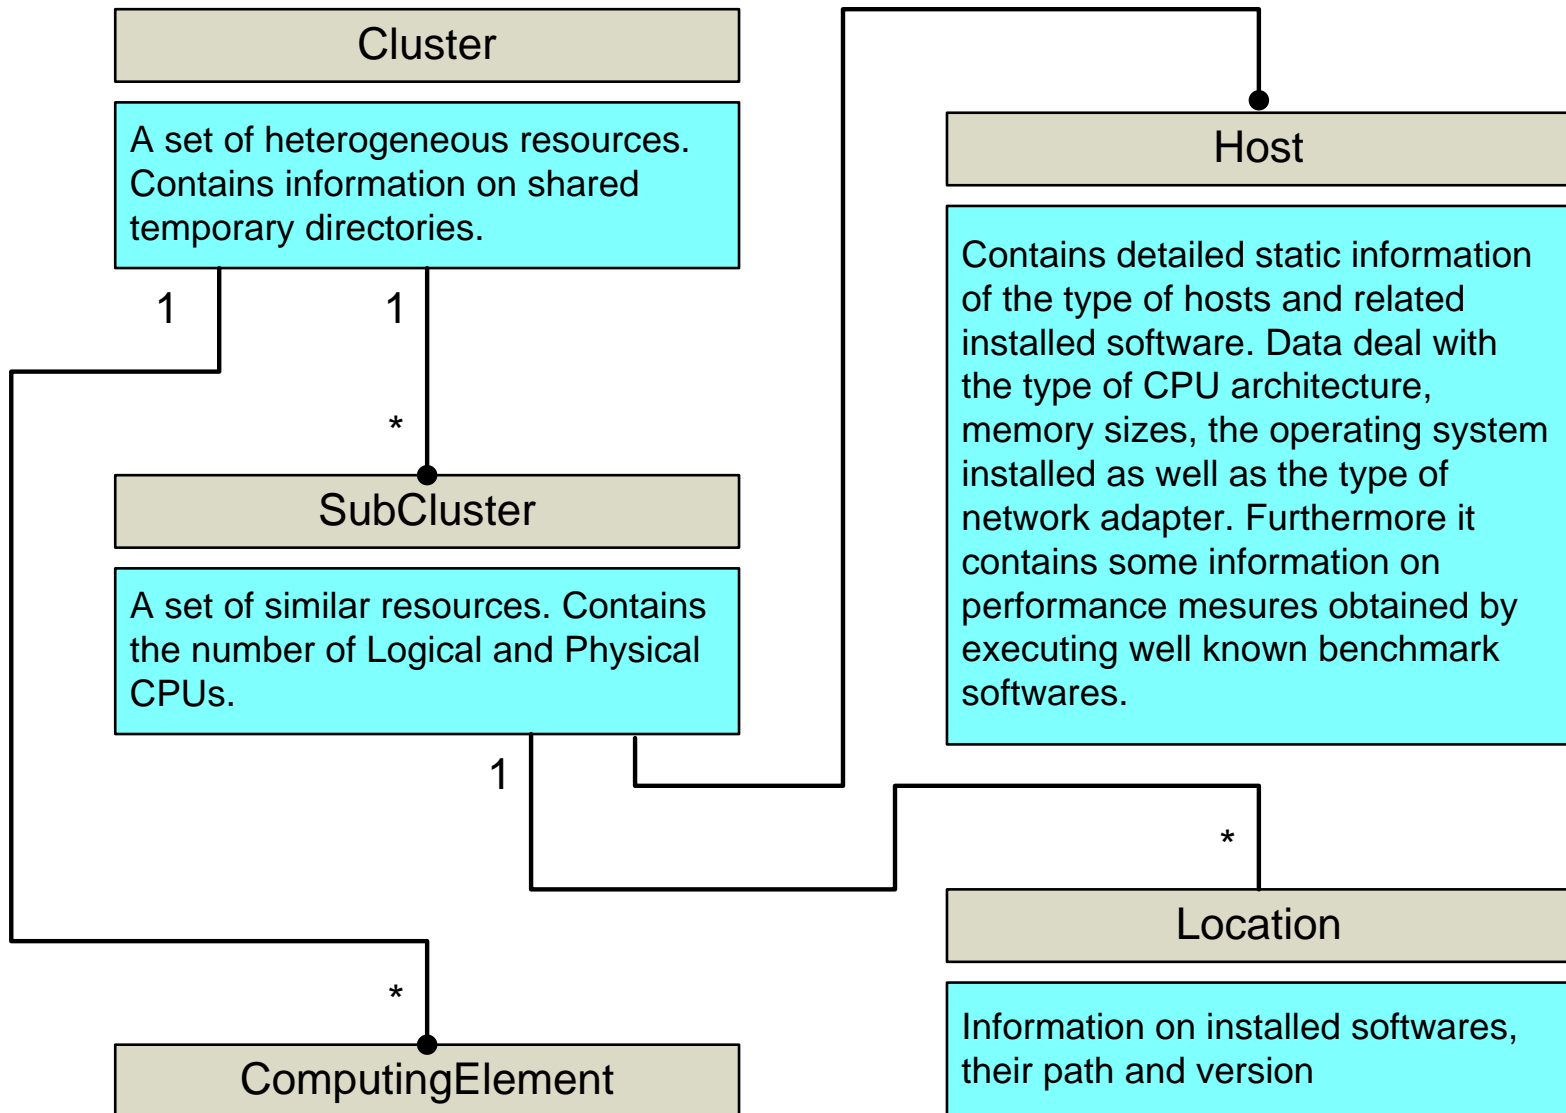 Cluster
A set of heterogeneous resources.
Contains information on shared
temporary directories.
1
1
*
SubCluster
A set of similar resources. Contains
the number of Logical and Physical
CPUs.
1
*
ComputingElement
Host
Contains detailed static information
of the type of hosts and related
installed software. Data deal with
the type of CPU architecture,
memory sizes, the operating system
installed as well as the type of
network adapter. Furthermore it
contains some information on
performance mesures obtained by
executing well known benchmark
softwares.
*
Location
Information on installed softwares,
their path and version